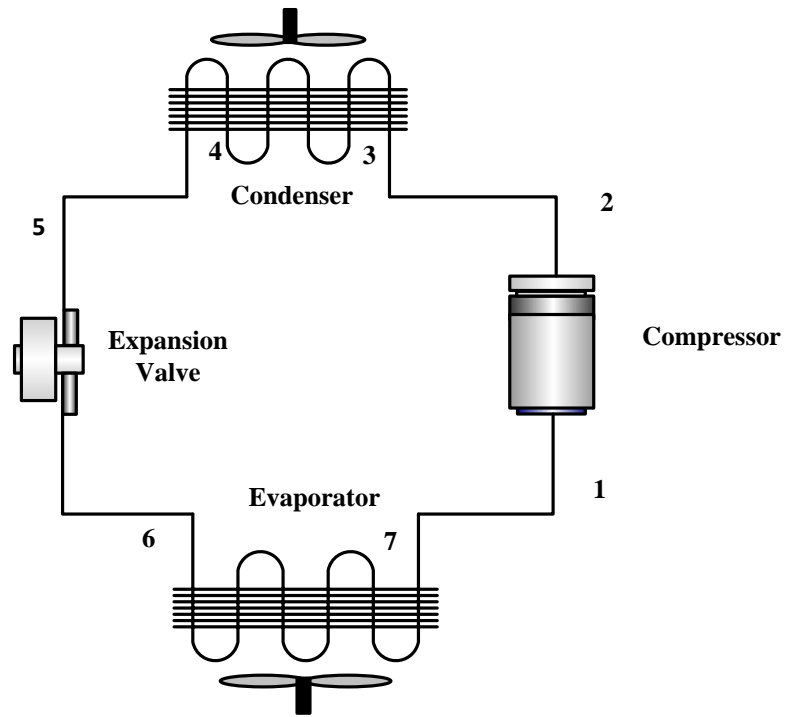 4
3
Condenser
2
5
Expansion
Valve
Compressor
Evaporator
1
6
7